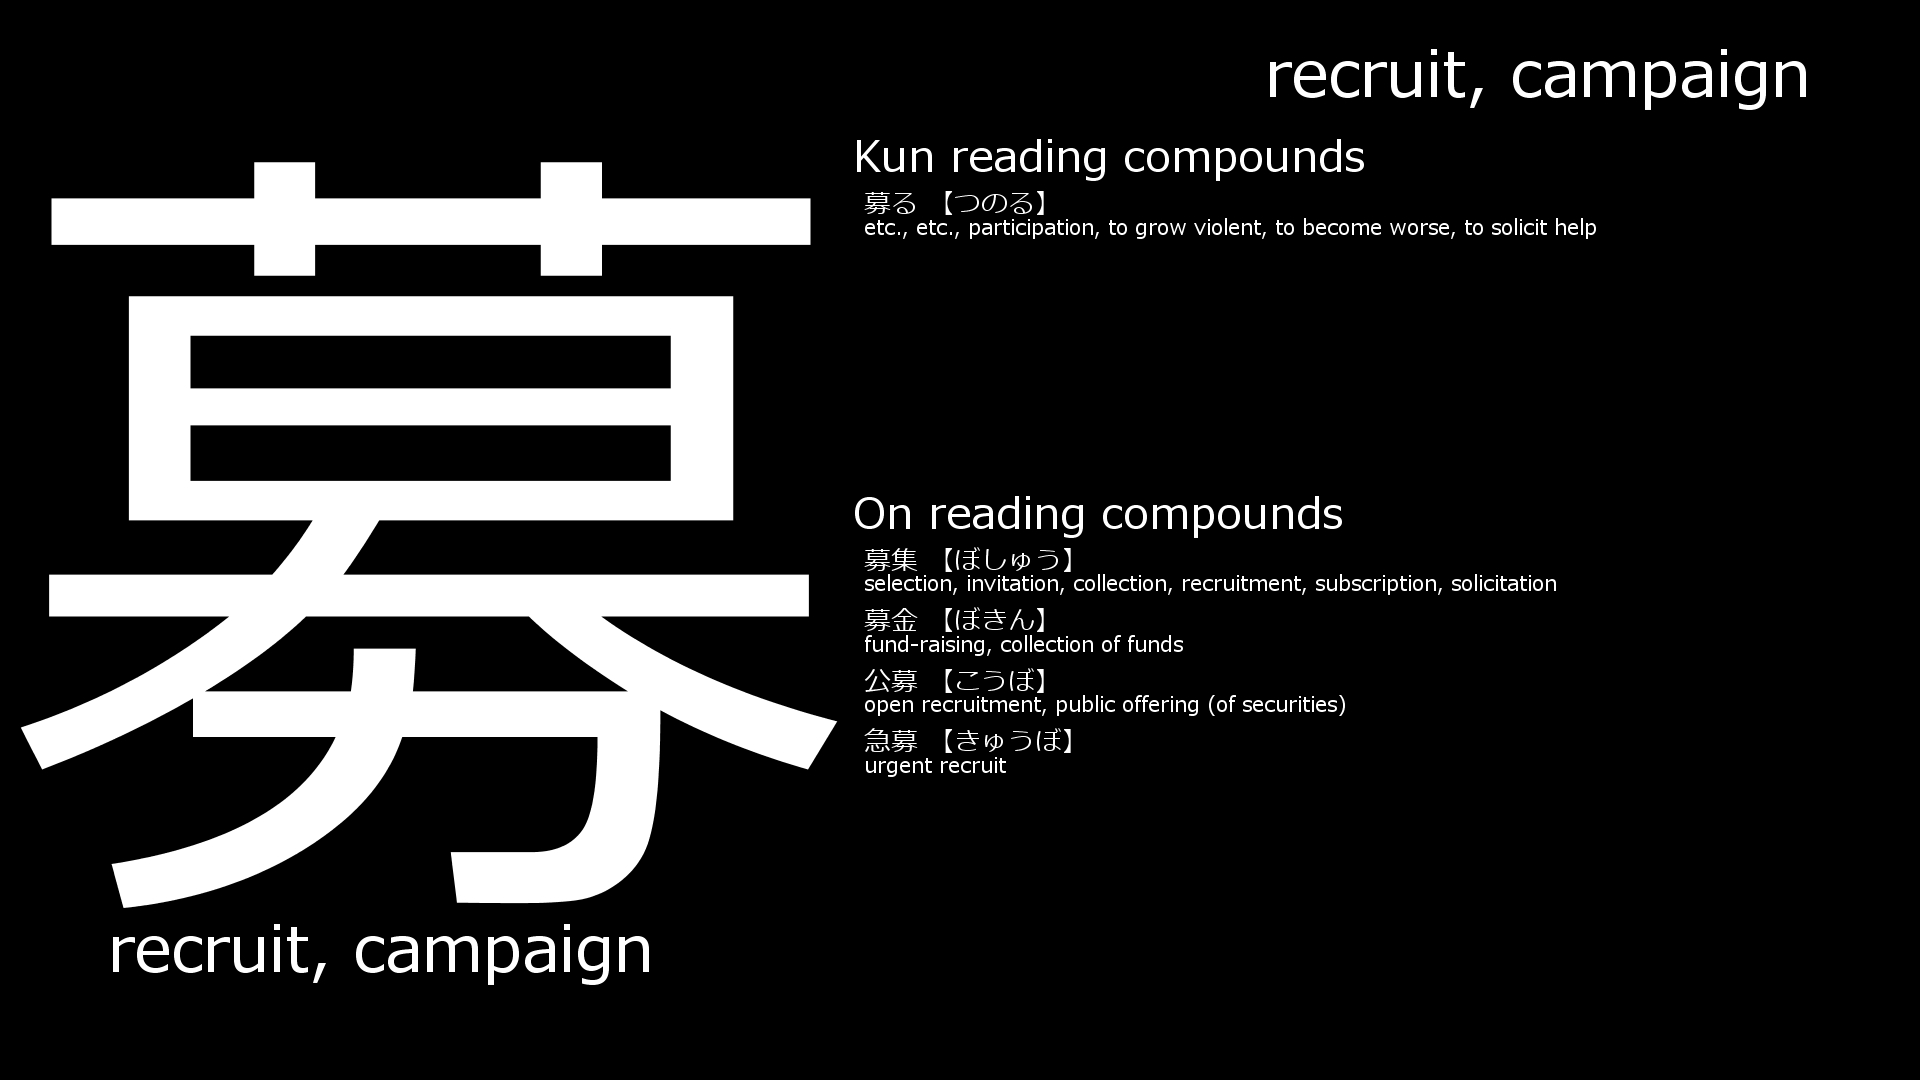 recruit, campaign
募
recruit, campaign
Kun reading compounds
募る 【つのる】
etc., etc., participation, to grow violent, to become worse, to solicit help
On reading compounds
募集 【ぼしゅう】
selection, invitation, collection, recruitment, subscription, solicitation
募金 【ぼきん】
fund-raising, collection of funds
公募 【こうぼ】
open recruitment, public offering (of securities)
急募 【きゅうぼ】
urgent recruit